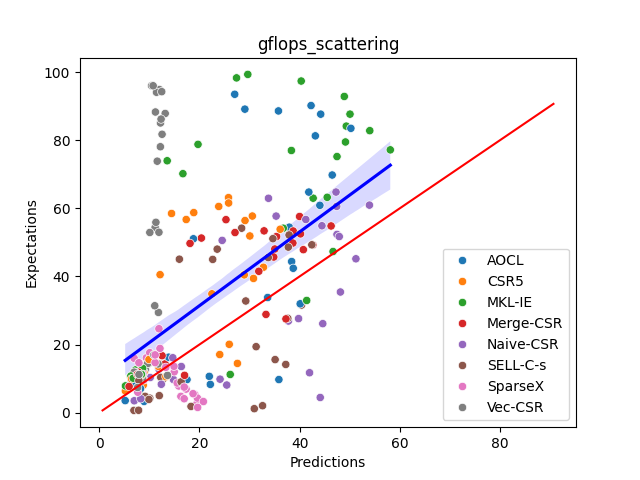 gflops_scattering
Expectations
100
80
60
40
20
0
0
20
40
60
80
Predictions
AOCL
CSR5
MKL-IE
Merge-CSR
Naive-CSR
SELL-C-s
SparseX
Vec-CSR